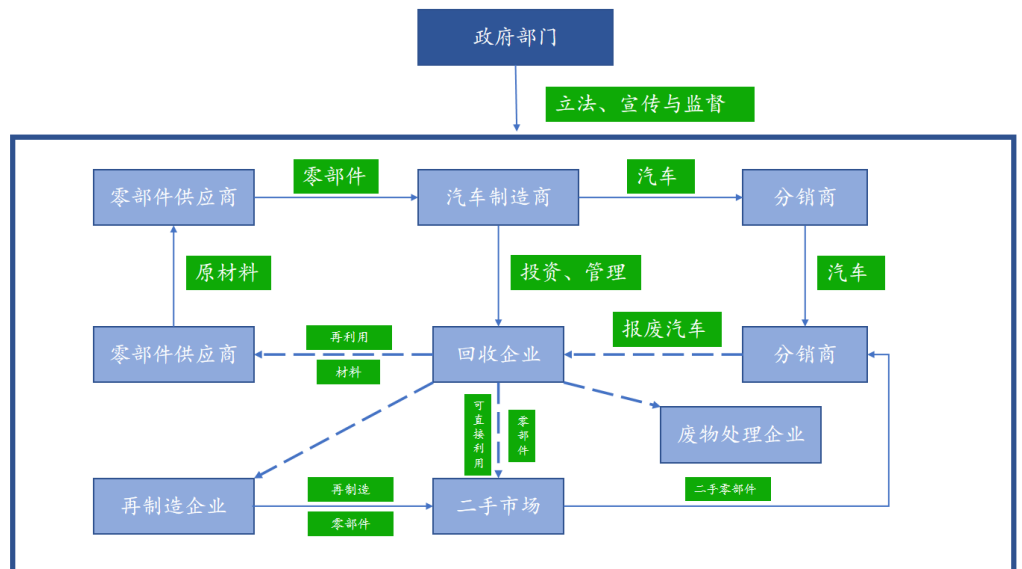 政府部门
立法、宣传与监督
零部件供应商
零部件
汽车制造商
汽车
分销商
原材料
投资、管理
汽车
零部件供应商
再利用
材料
回收企业
报废汽车
分销商
可直接利用
零部件
废物处理企业
再制造企业
再制造
零部件
二手市场
二手零部件